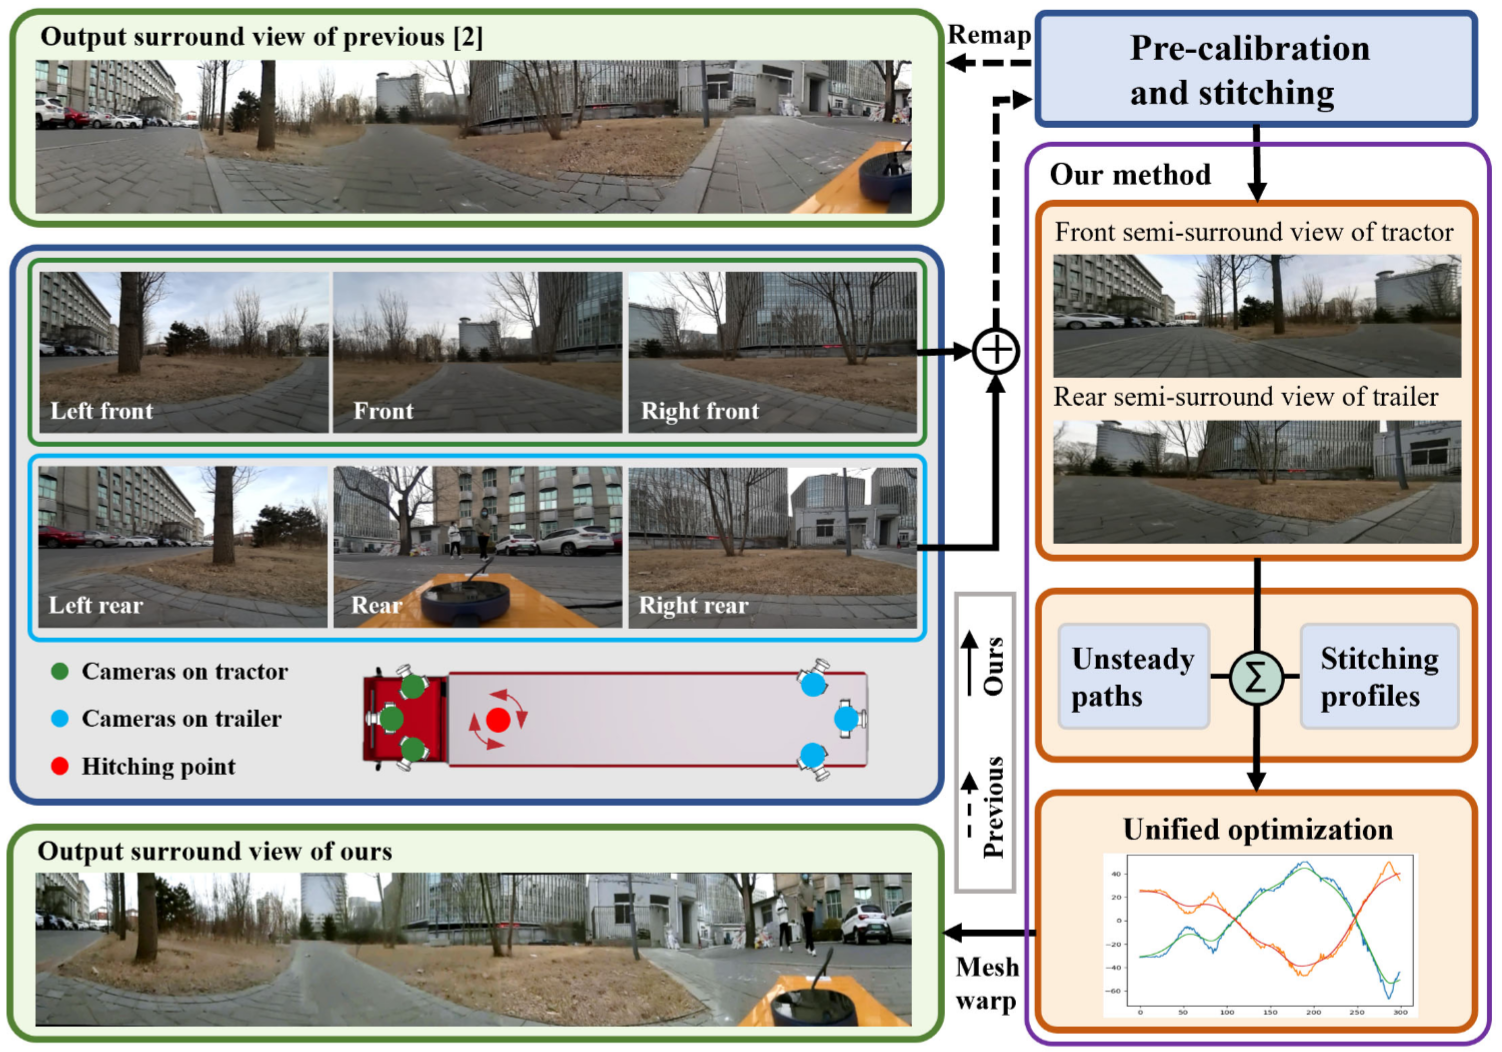 Output surround view of previous [2]
Remap
Pre-calibration
and stitching
Our method
Front semi-surround view of tractor
Rear semi-surround view of trailer
Left front
Front
Right front
Left rear
Rear
Right rear
Cameras on tractor
Cameras on trailer
Hitching point
Ours
Previous
Unsteady
paths
Σ
Stitching
profiles
Unified optimization
40
20
0
−20
−40
−60
0 50 100 150 200 250 300
Output surround view of ours
Mesh
warp